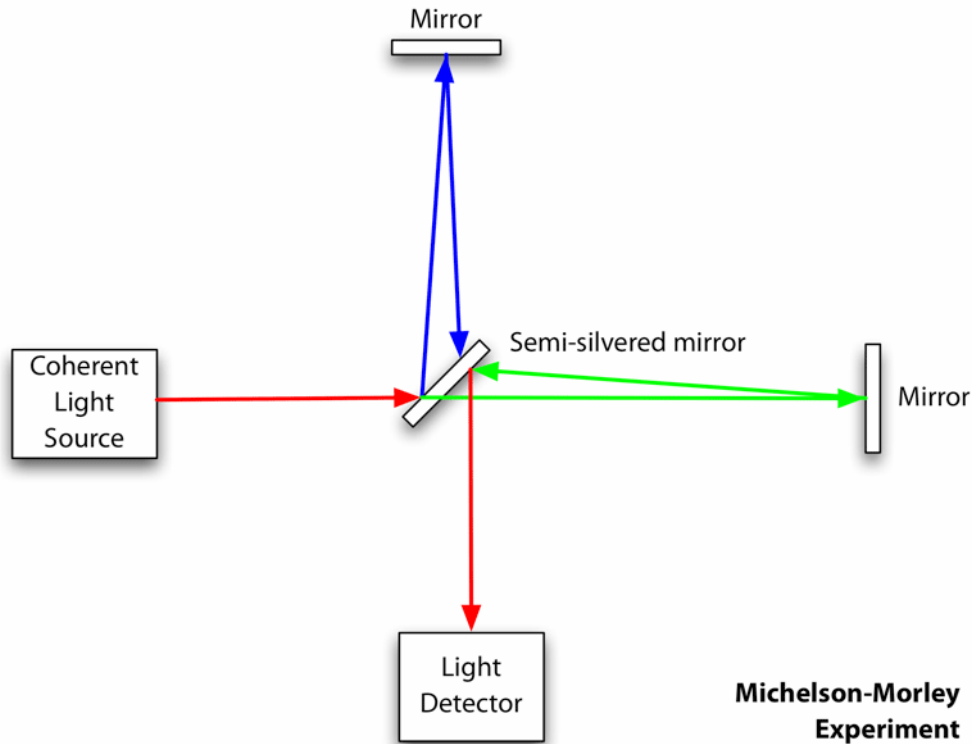 Mirror
Semi-silvered mirror
Coherent
Light
Source
Mirror
Light
Detector
Michelson-Morley
Experiment